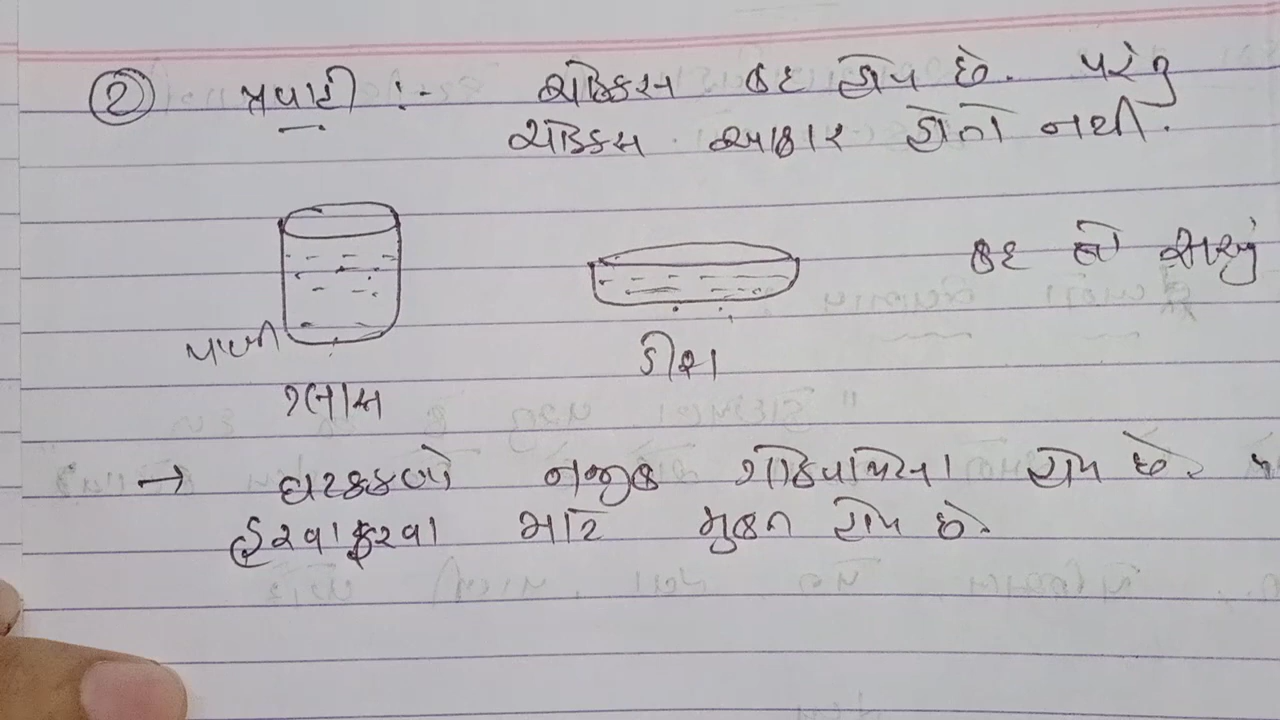 ② પ્રવાહી :- ચોક્કસ કદ હોય છે. પરંતુ
ચોક્કસ આકાર હોતો નથી.
કદ તો સરખું
પાણી
ગ્લાસ
ડીશ
→ ઘટકકણો નજીક ગોઠવાયેલા હોય છે.
હરવા ફરવા માટે મુક્ત હોય છે.